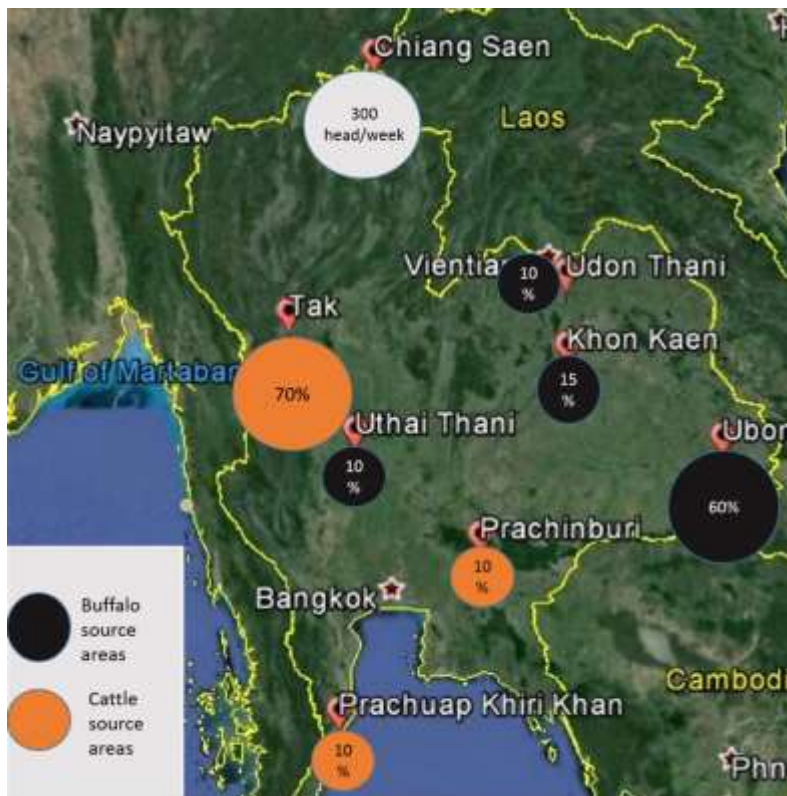 Chiang Saen
300
head/week
Laos
Naypyitaw
Vientia
10
%
Udon Thani
Tak
Khon Kaen
Gulf of Martaba
70%
15
%
Uthai Thani
Ubon
10
%
60%
Prachinburi
10
%
Bangkok
Buffalo
source
areas
Cambodi
Cattle
source
areas
Prachuap Khiri Khan
10
%
Phn